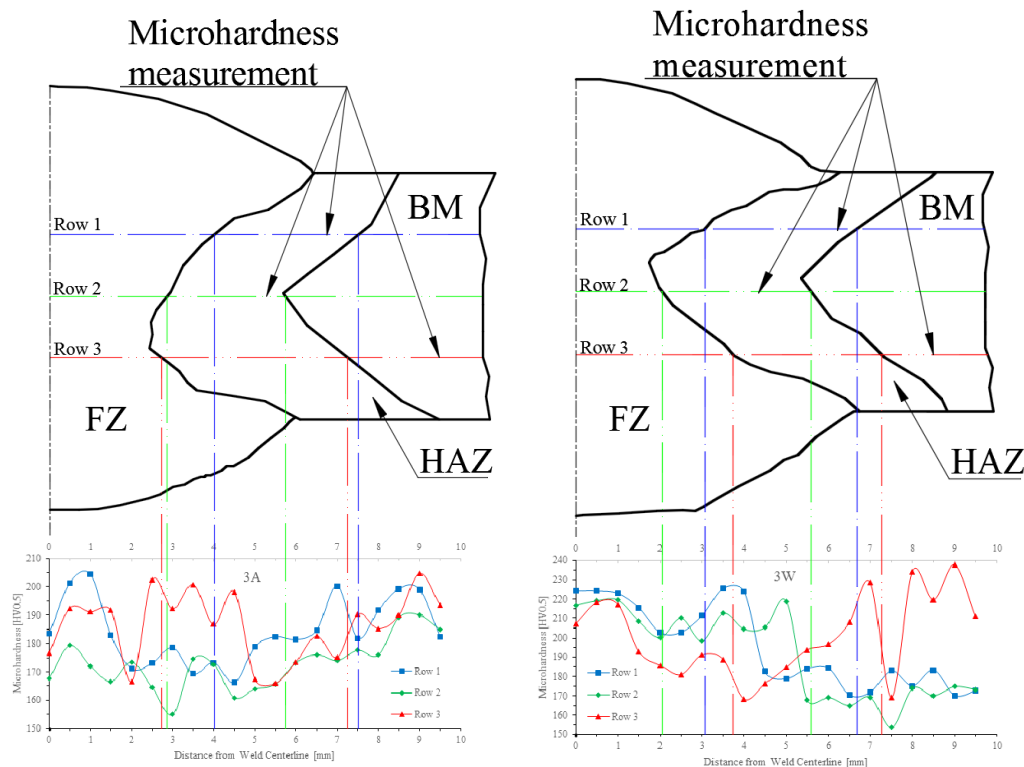 Microhardness
measurement
Row 1
Row 2
Row 3
BM
FZ
HAZ
0 1 2 3 4 5 6 7 8 9 10
3A
210
200
190
180
170
160
150
Microhardness [HV0.5]
Row 1
Row 2
Row 3
0 1 2 3 4 5 6 7 8 9 10
Distance from Weld Centerline [mm]
Microhardness
measurement
Row 1
Row 2
Row 3
BM
FZ
HAZ
0 1 2 3 4 5 6 7 8 9 10
3W
240
230
220
210
200
190
180
170
160
150
Microhardness [HV0.5]
Row 1
Row 2
Row 3
0 1 2 3 4 5 6 7 8 9 10
Distance from Weld Centerline [mm]